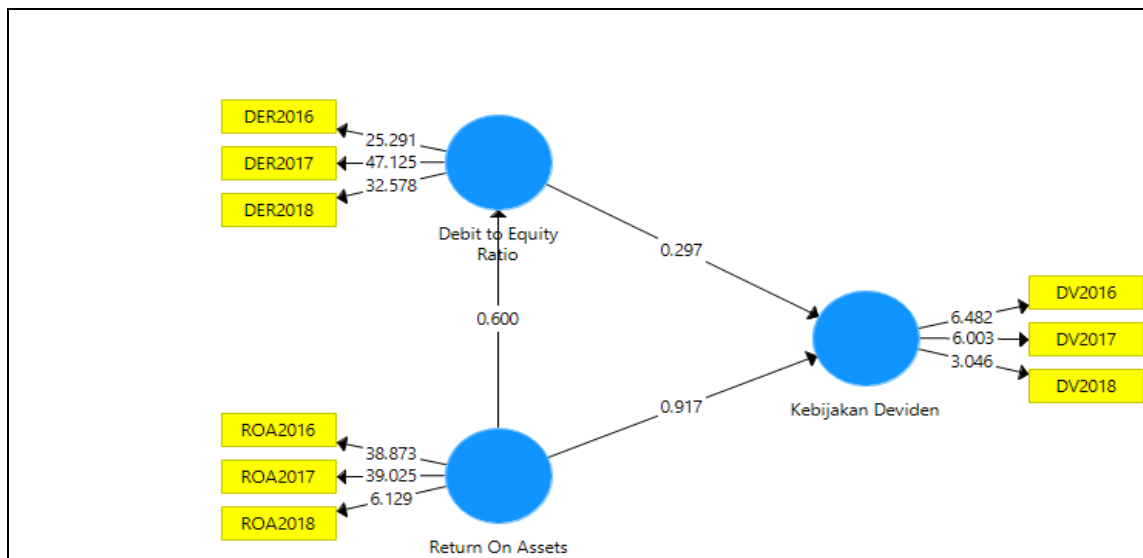 DER2016
25.291
DER2017
47.125
DER2018
32.578
Debit to Equity
Ratio
0.297
0.600
DV2016
6.482
DV2017
6.003
DV2018
3.046
Kebijakan Deviden
0.917
ROA2016
38.873
ROA2017
39.025
ROA2018
6.129
Return On Assets